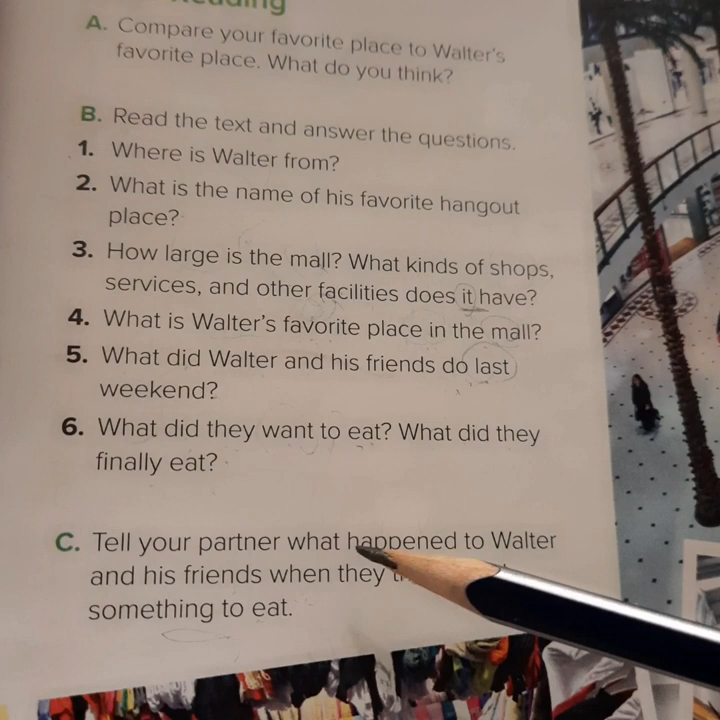 A. Compare your favorite place to Walter's
favorite place. What do you think?
B. Read the text and answer the questions.
1. Where is Walter from?
2. What is the name of his favorite hangout
place?
3. How large is the mall? What kinds of shops,
services, and other facilities does it have?
4. What is Walter's favorite place in the mall?
5. What did Walter and his friends do last
weekend?
6. What did they want to eat? What did they
finally eat?
C. Tell your partner what happened to Walter
and his friends when they
something to eat.